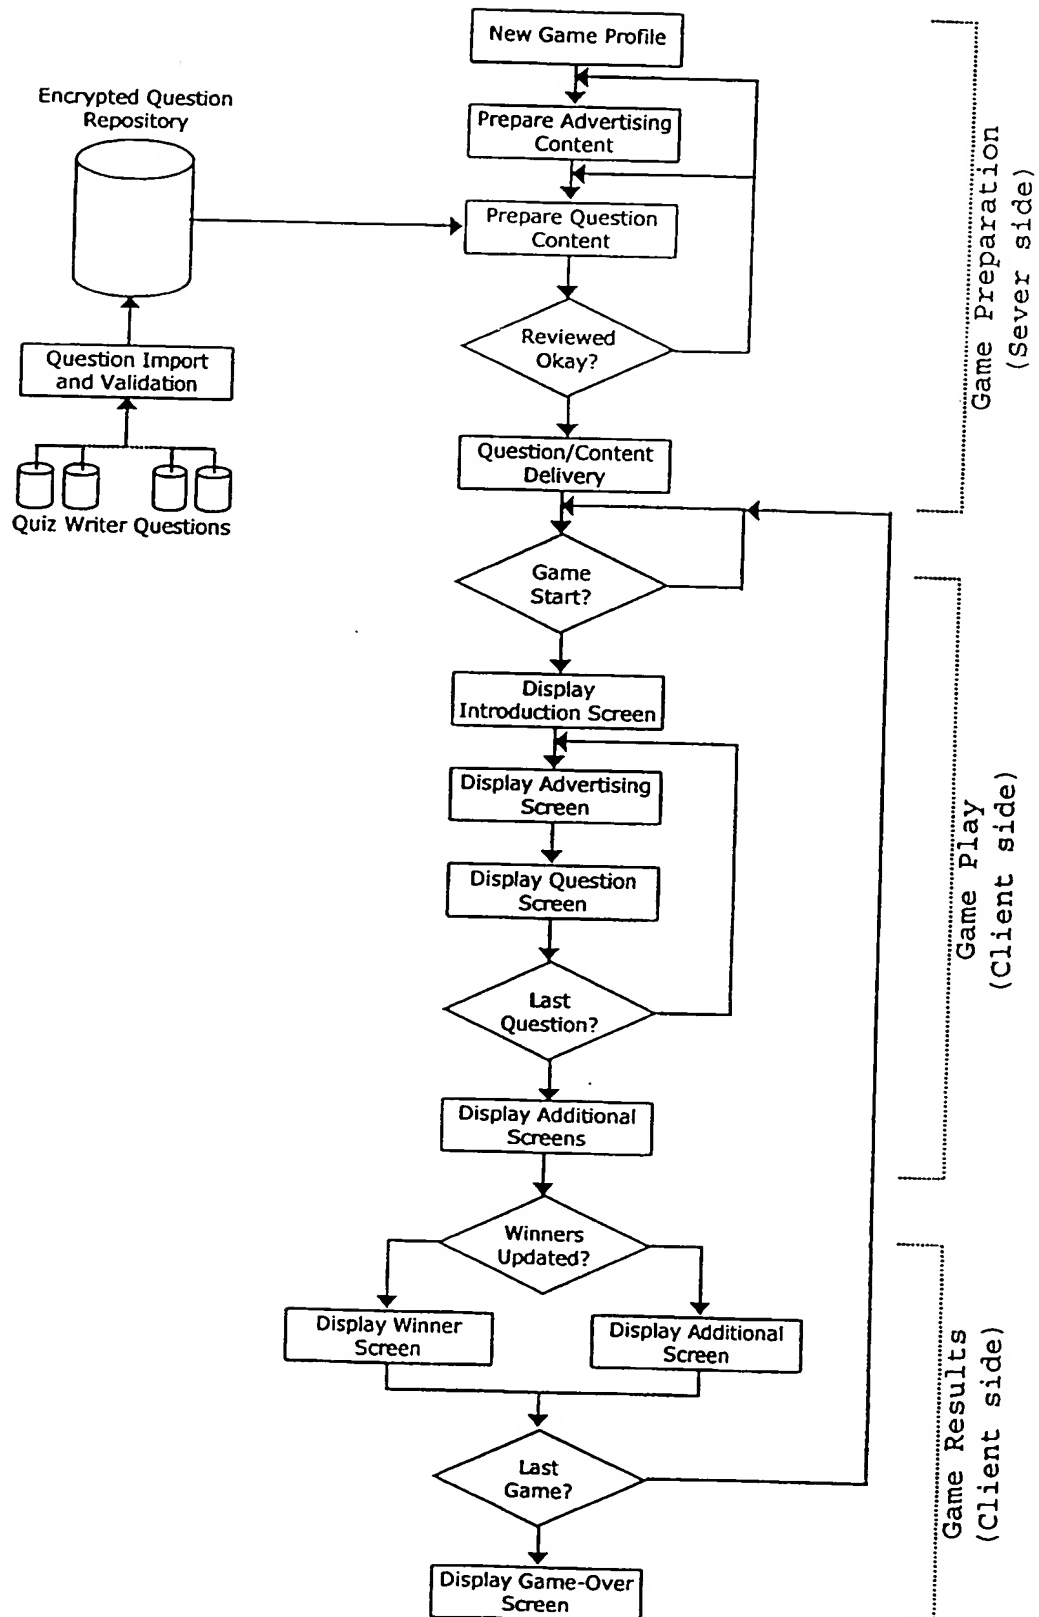 New Game Profile
Encrypted Question
Repository
Prepare Advertising
Content
Prepare Question
Content
Reviewed
Okay?
Question Import
and Validation
Question/Content
Delivery
Quiz Writer Questions
Game Preparation
(Sever side)
Game
Start?
Display
Introduction Screen
Display Advertising
Screen
Display Question
Screen
Last
Question?
Display Additional
Screens
Game Play
(Client side)
Winners
Updated?
Display Winner
Screen
Display Additional
Screen
Last
Game?
Display Game-Over
Screen
Game Results
(Client side)